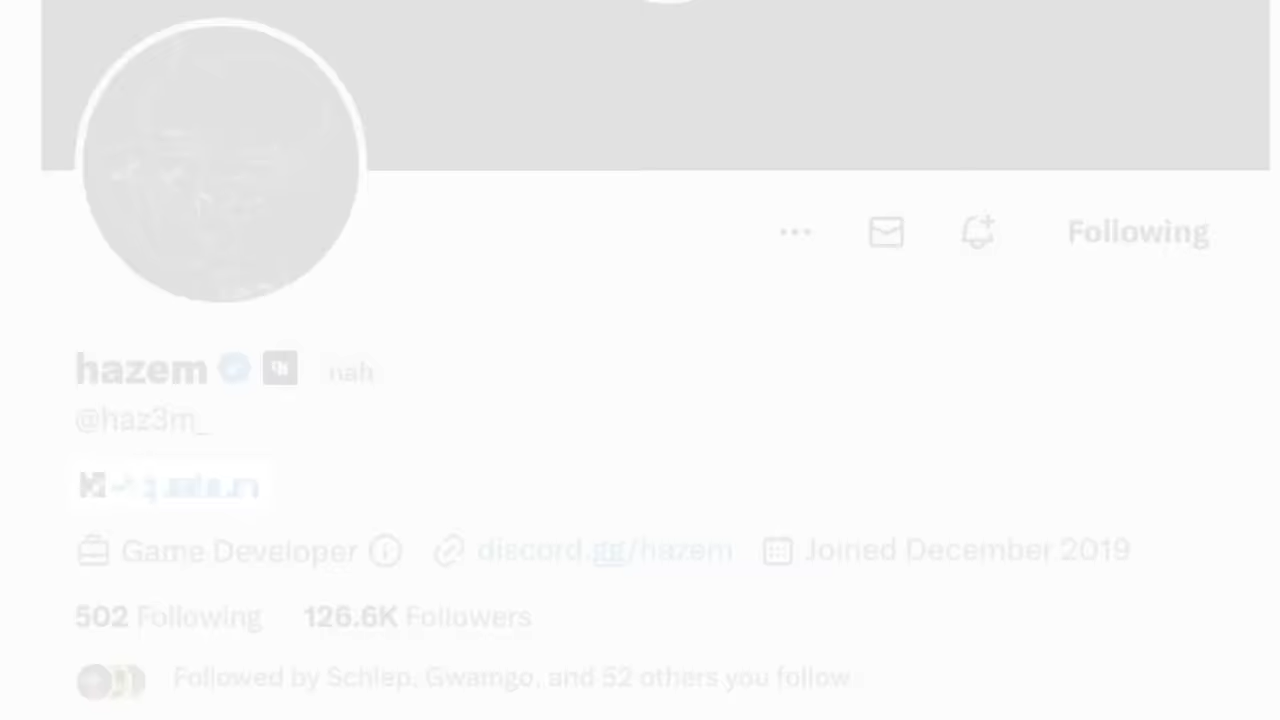 Following
hazem nah
@haz3m_
Game Developer discord.gg/hazem Joined December 2019
502 Following 126.6K Followers
Followed by Schlep, Gwamgo, and 52 others you follow